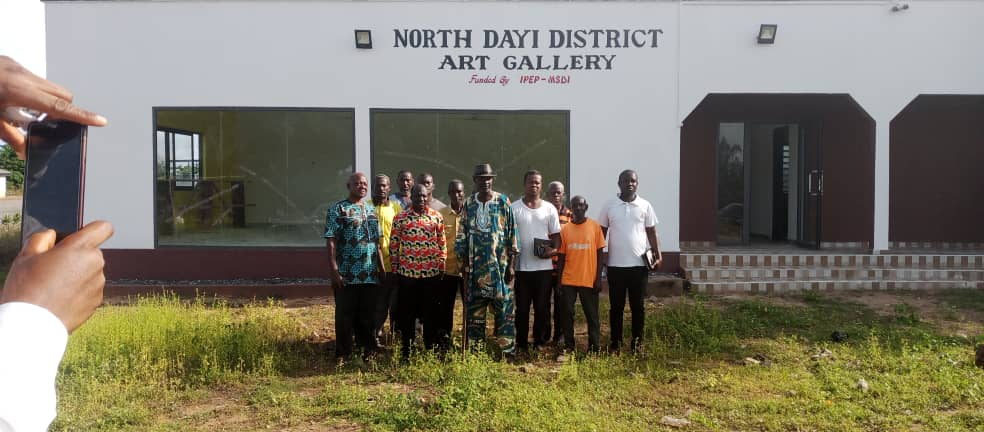 NORTH DAYI DISTRICT
ART GALLERY
Funded By IPEP-MSDI